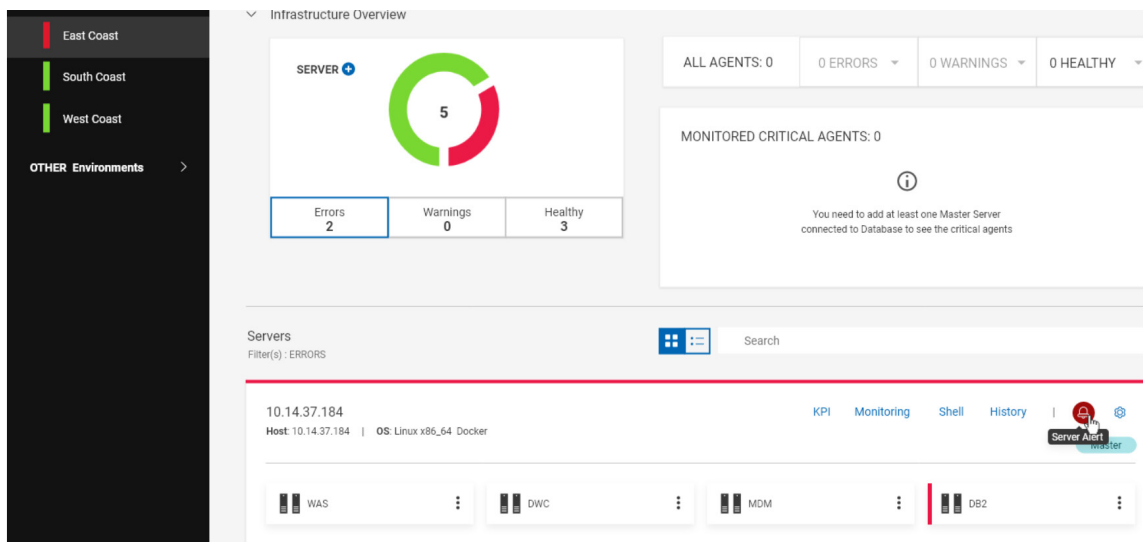 Infrastructure Overview
East Coast
South Coast
West Coast
OTHER Environments
SERVER
5
Errors
2
Warnings
0
Healthy
3
ALL AGENTS: 0
0 ERRORS
0 WARNINGS
0 HEALTHY
MONITORED CRITICAL AGENTS: 0
You need to add at least one Master Server
connected to Database to see the critical agents
Servers
Filter(s) : ERRORS
Search
10.14.37.184
Host: 10.14.37.184 | OS: Linux x86_64 Docker
KPI Monitoring Shell History |
Server Alert
Master
WAS
DWC
MDM
DB2